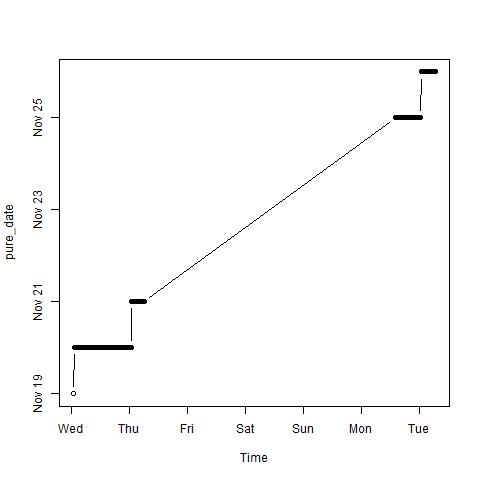 Nov 25
Nov 23
Nov 21
Nov 19
pure_date
Wed Thu Fri Sat Sun Mon Tue
Time